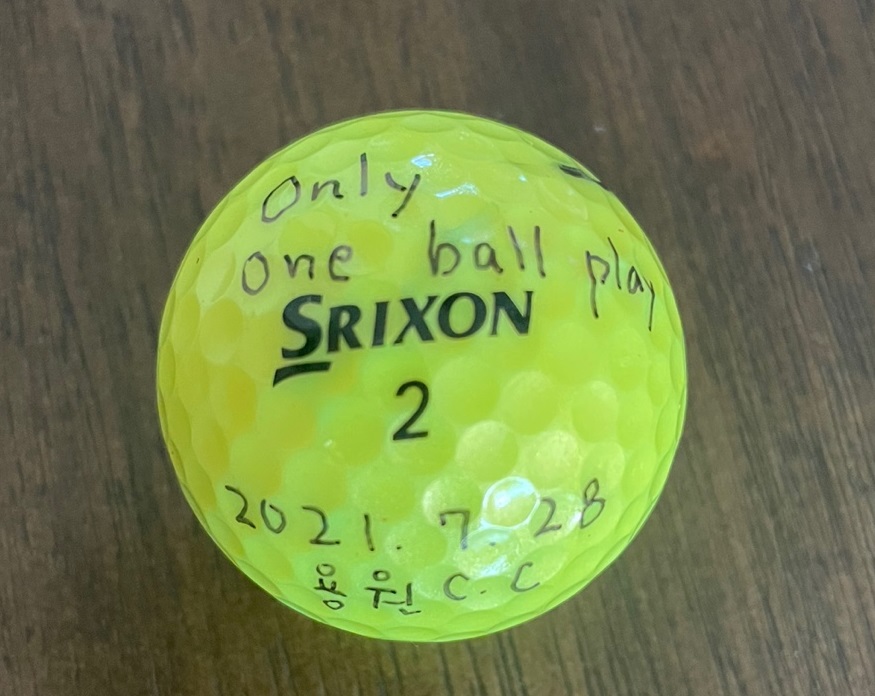 Only
one ball play
SRIXON
2
2021. 7. 28
용원 C.C